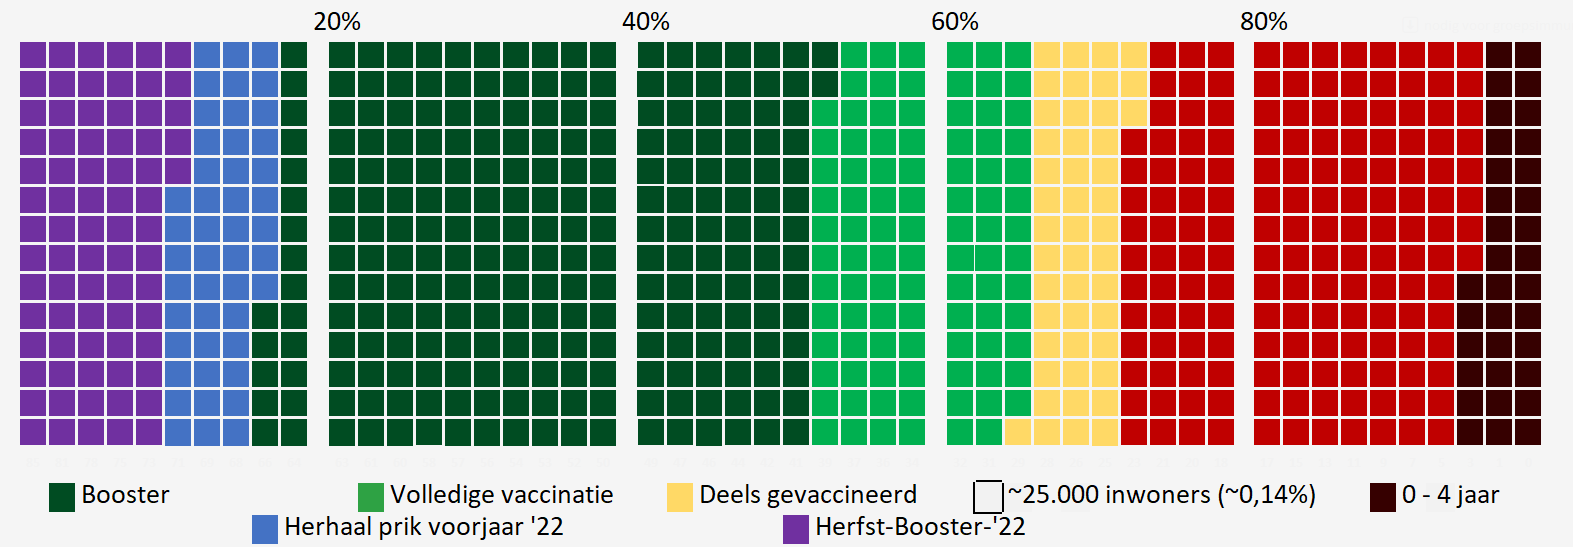 20% 40% 60% 80%
Booster Volledige vaccinatie Deels gevaccineerd ~25.000 inwoners (~0,14%) 0 - 4 jaar
Herhaal prik voorjaar '22 Herfst-Booster-'22